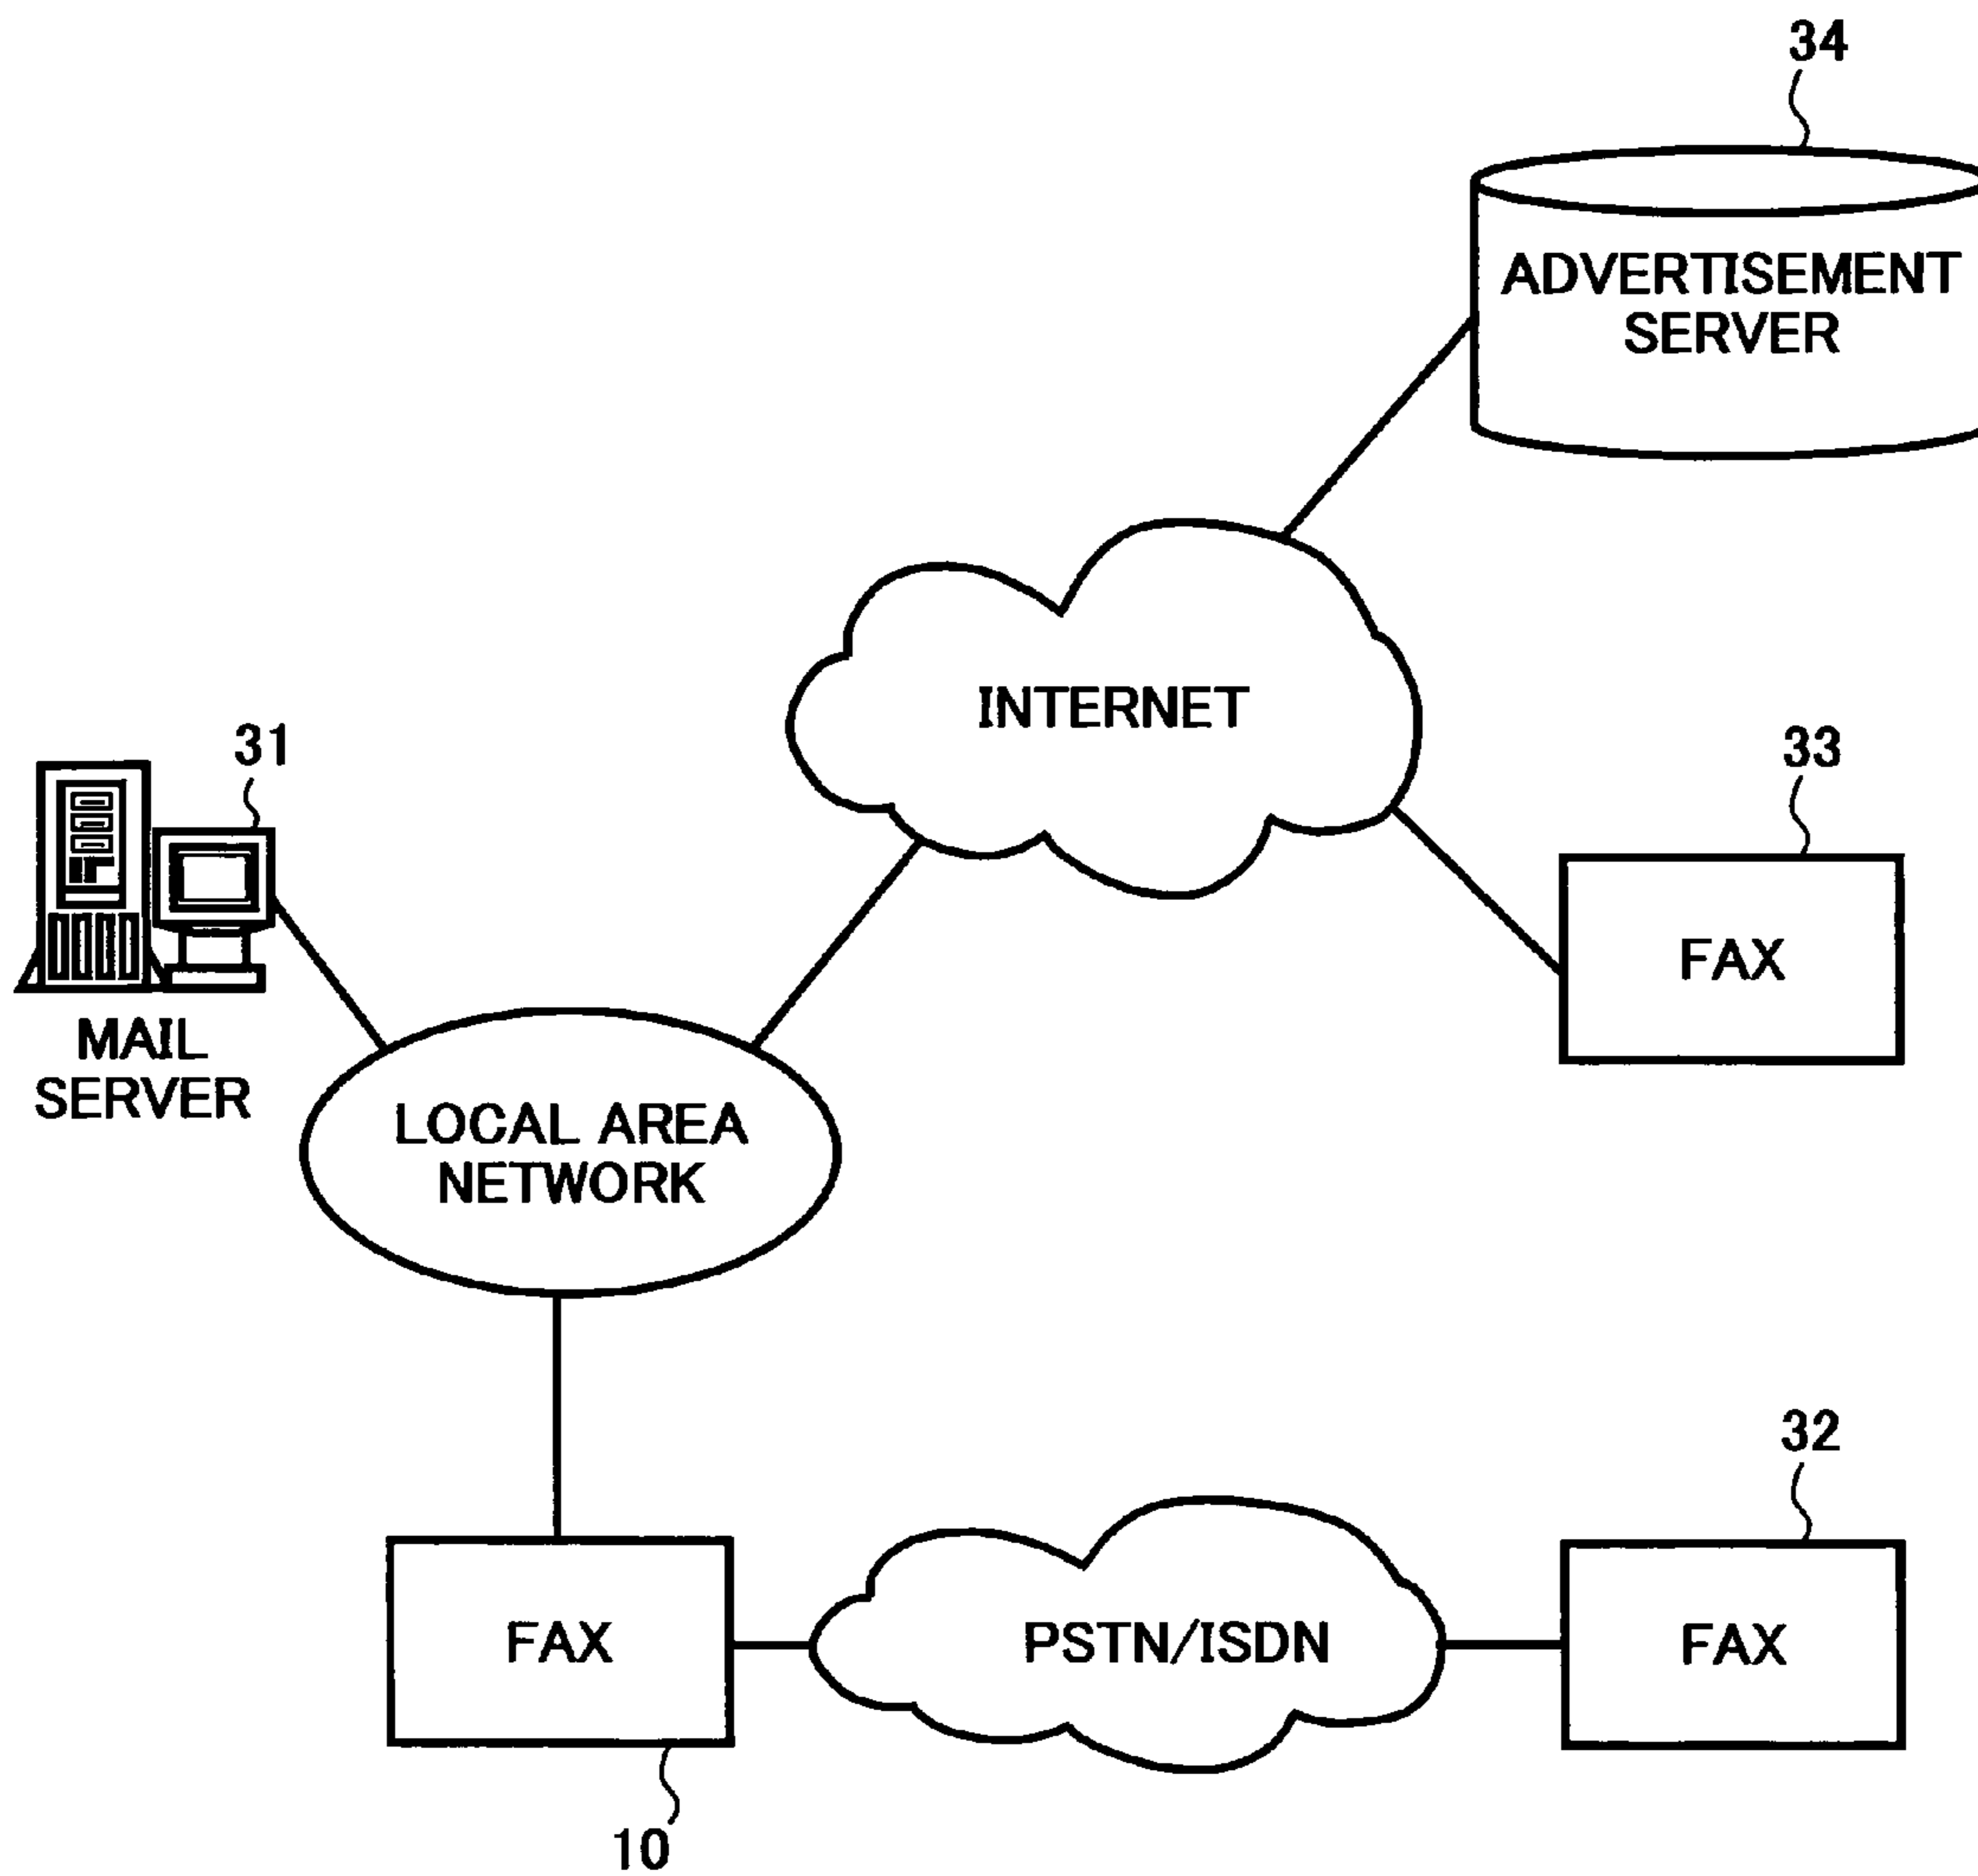 34
ADVERTISEMENT
SERVER
INTERNET
31
33
FAX
MAIL
SERVER
LOCAL AREA
NETWORK
32
FAX
PSTN/ISDN
FAX
10